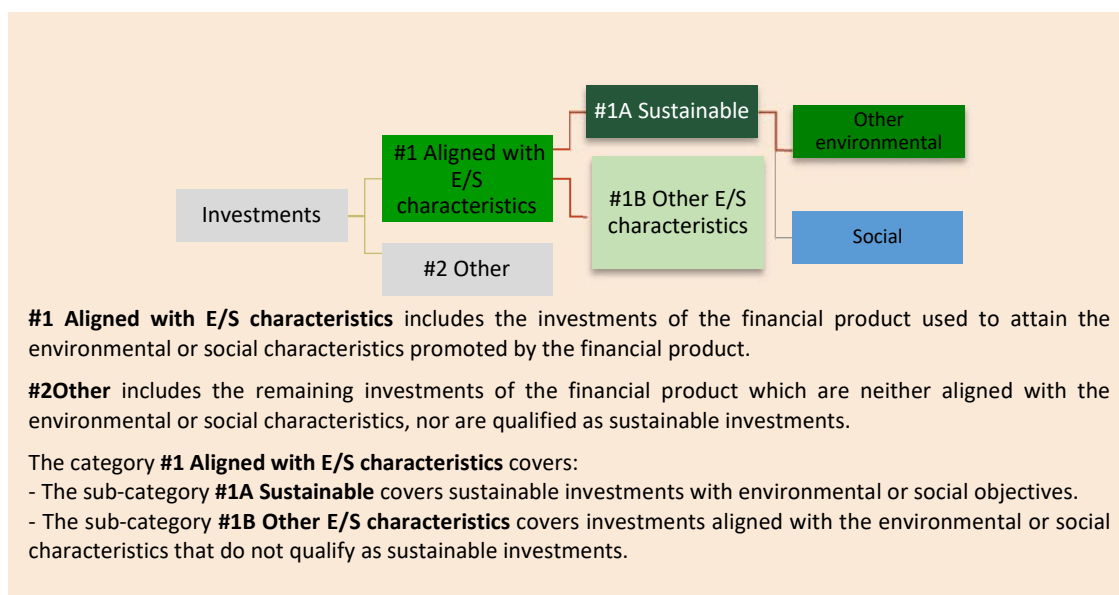 #1A Sustainable
Other
environmental
#1 Aligned with
E/S
characteristics
#1B Other E/S
characteristics
Investments
Social
#2 Other
#1 Aligned with E/S characteristics includes the investments of the financial product used to attain the
environmental or social characteristics promoted by the financial product.
#2Other includes the remaining investments of the financial product which are neither aligned with the
environmental or social characteristics, nor are qualified as sustainable investments.
The category #1 Aligned with E/S characteristics covers:
- The sub-category #1A Sustainable covers sustainable investments with environmental or social objectives.
- The sub-category #1B Other E/S characteristics covers investments aligned with the environmental or social
characteristics that do not qualify as sustainable investments.